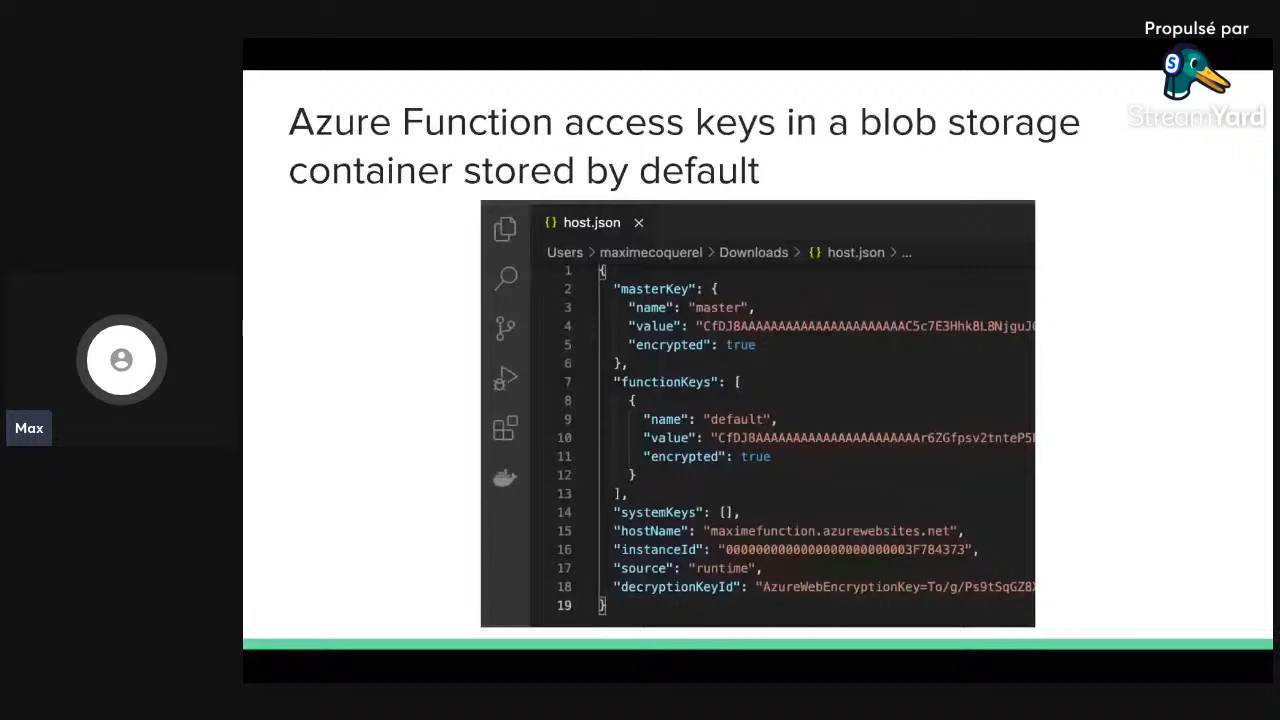 Propulsé par
StreamYard
Azure Function access keys in a blob storage
container stored by default
{} host.json ×
Users > maximecoquerel > Downloads > {} host.json > ...
1 {
2 "masterKey": {
3 "name": "master",
4 "value": "CfDJ8AAAAAAAAAAAAAAAAAAAAAAC5c7E3Hhk8L8NjguJ
5 "encrypted": true
6 },
7 "functionKeys": [
8 {
9 "name": "default",
10 "value": "CfDJ8AAAAAAAAAAAAAAAAAAAAAAr6ZGfpsv2tnteP5
11 "encrypted": true
12 }
13 ],
14 "systemKeys": [],
15 "hostName": "maximefunction.azurewebsites.net",
16 "instanceId": "0000000000000000000000003F784373",
17 "source": "runtime",
18 "decryptionKeyId": "AzureWebEncryptionKey=To/g/Ps9tSqGZ8
19 }
Max